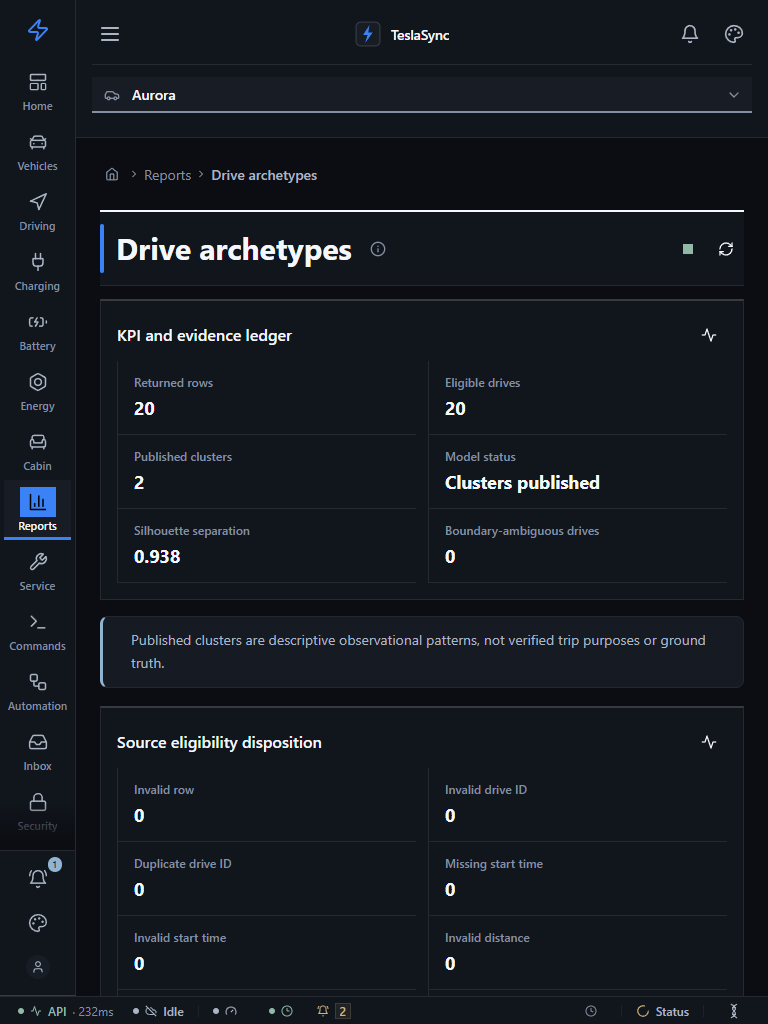 TeslaSync
Aurora
Home
Vehicles
Driving
Charging
Battery
Energy
Cabin
Reports
Service
Commands
Automation
Inbox
Security
1
Reports
Drive archetypes
Drive archetypes
KPI and evidence ledger
Returned rows
20
Eligible drives
20
Published clusters
2
Model status
Clusters published
Silhouette separation
0.938
Boundary-ambiguous drives
0
Published clusters are descriptive observational patterns, not verified trip purposes or ground
truth.
Source eligibility disposition
Invalid row
0
Invalid drive ID
0
Duplicate drive ID
0
Missing start time
0
Invalid start time
0
Invalid distance
0
API · 232ms
Idle
2
Status